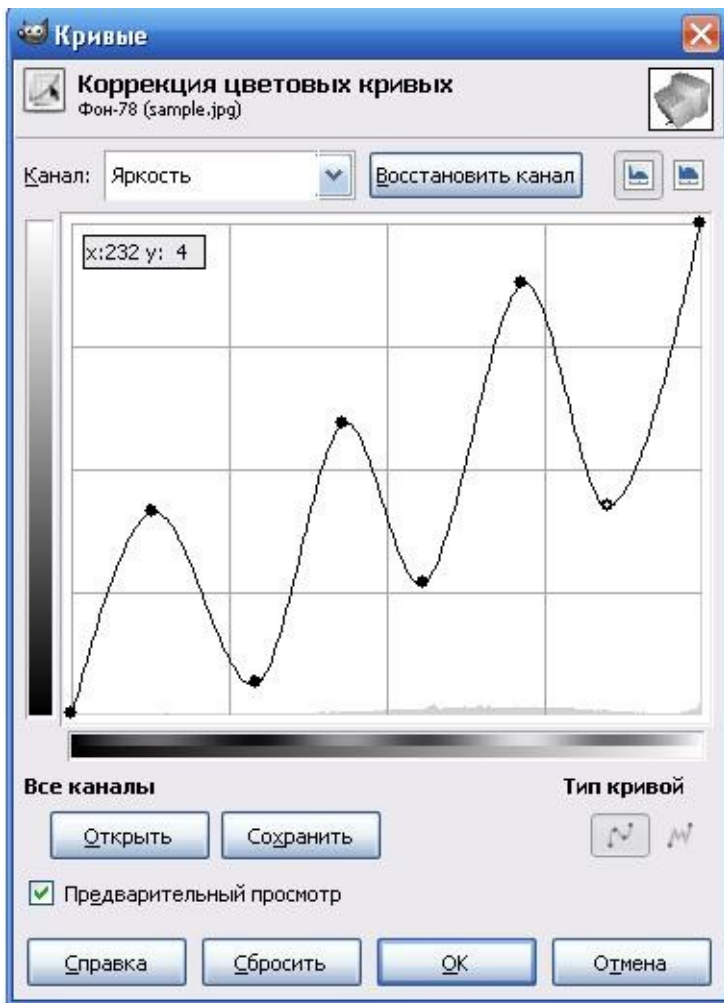 Кривые
Коррекция цветовых кривых
Фон-78 (sample.jpg)
Канал: Яркость Восстановить канал
x:232 y: 4
Все каналы Тип кривой
Открыть Сохранить
Предварительный просмотр
Справка Сбросить OK Отмена